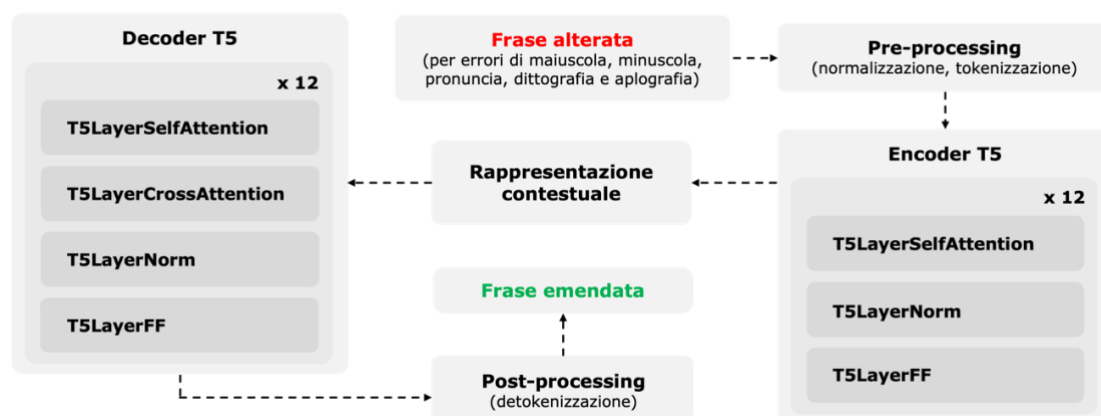 Decoder T5
x 12
T5LayerSelfAttention
T5LayerCrossAttention
T5LayerNorm
T5LayerFF
Frase alterata
(per errori di maiuscola, minuscola,
pronuncia, dittografia e aplografia)
Pre-processing
(normalizzazione, tokenizzazione)
Encoder T5
x 12
T5LayerSelfAttention
T5LayerNorm
T5LayerFF
Rappresentazione
contestuale
Frase emendata
Post-processing
(detokenizzazione)